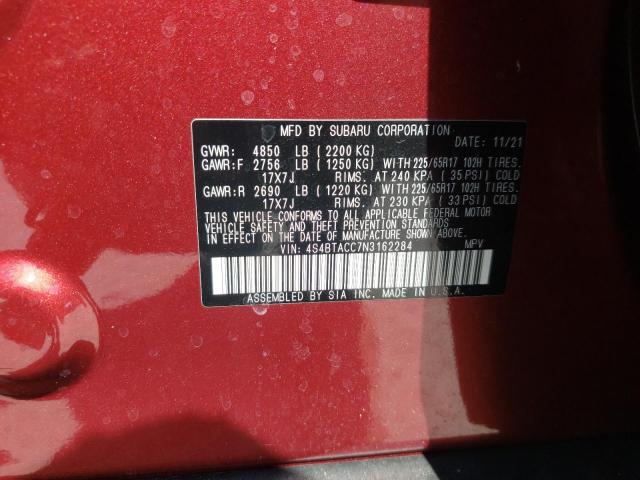 MFD BY SUBARU CORPORATION DATE: 11/21
GVWR: 4850 LB (2200 KG)
GAWR:F 2756 LB (1250 KG) WITH 225/65R17 102H TIRES.
17X7J RIMS. AT 240 KPA (35 PSI) COLD
GAWR:R 2690 LB (1220 KG) WITH 225/65R17 102H TIRES.
17X7J RIMS. AT 230 KPA (33 PSI) COLD
THIS VEHICLE CONFORMS TO ALL APPLICABLE FEDERAL MOTOR
VEHICLE SAFETY AND THEFT PREVENTION STANDARDS
IN EFFECT ON THE DATE OF MANUFACTURE SHOWN ABOVE.
VIN: 4S4BTACC7N3162284 MPV
ASSEMBLED BY SIA INC. MADE IN U.S.A.